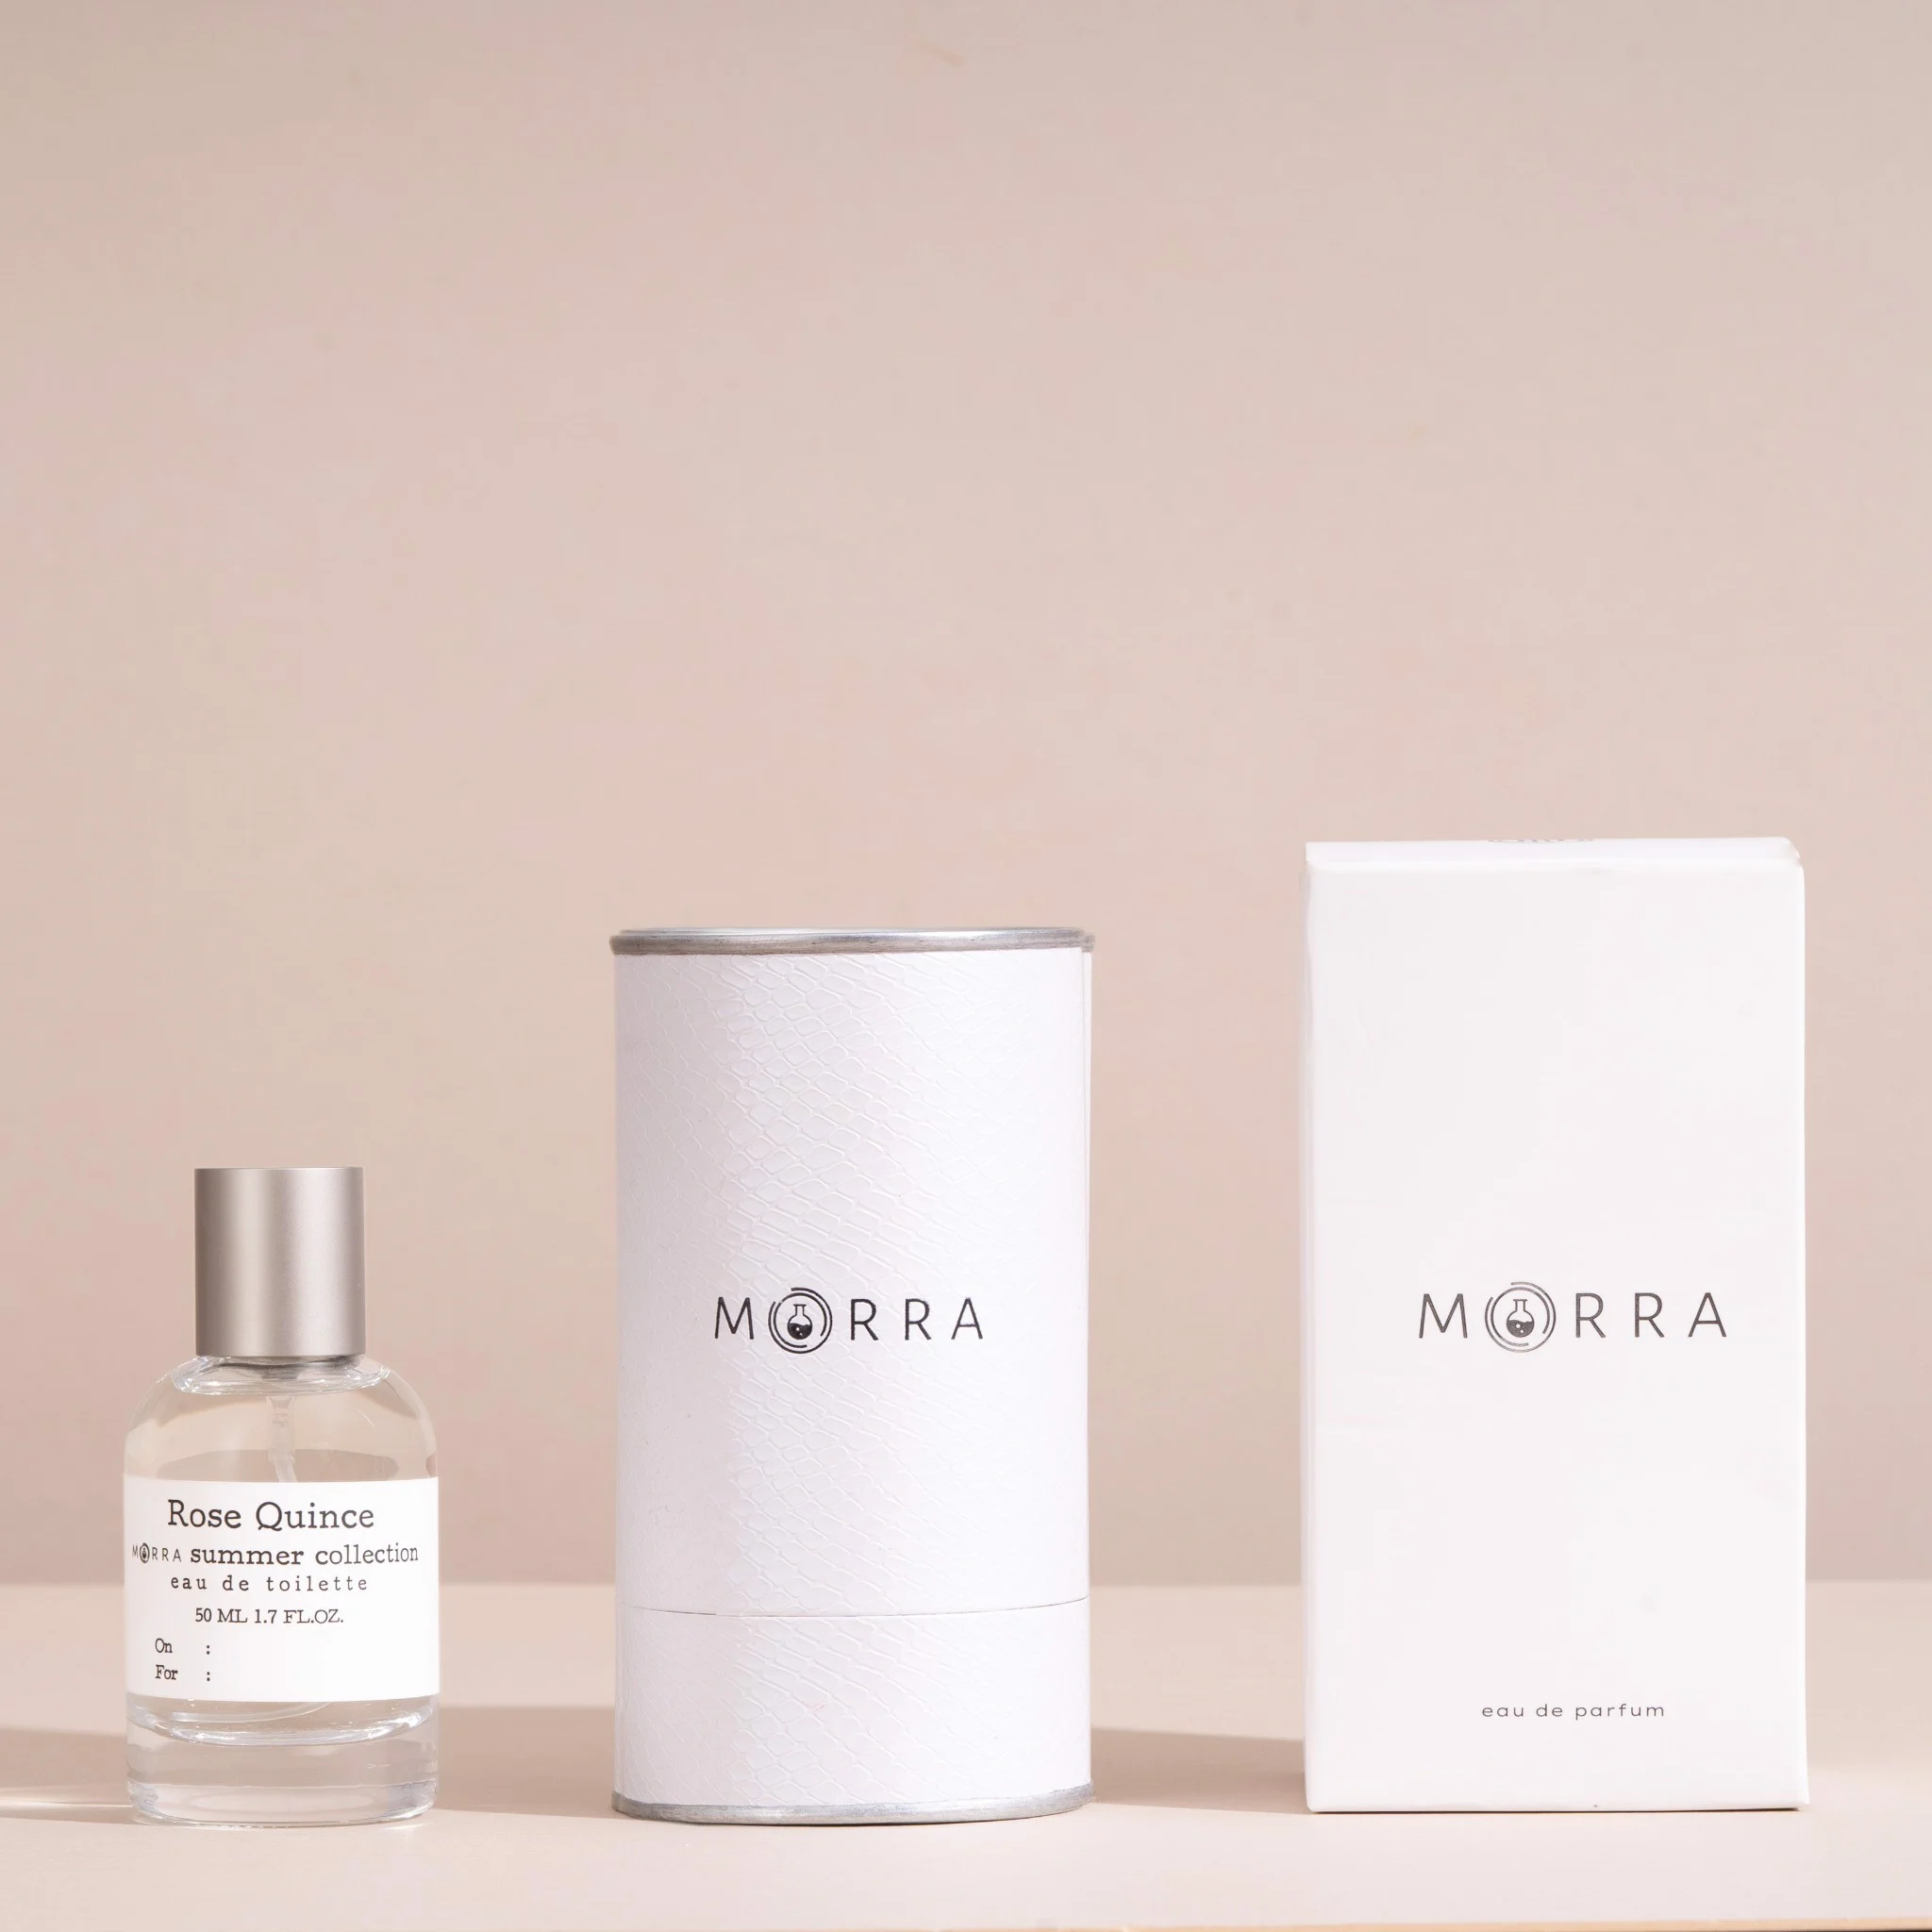 Rose Quince
MORRA summer collection
eau de toilette
50 ML 1.7 FL.OZ.
On :
For :
MORRA
MORRA
eau de parfum